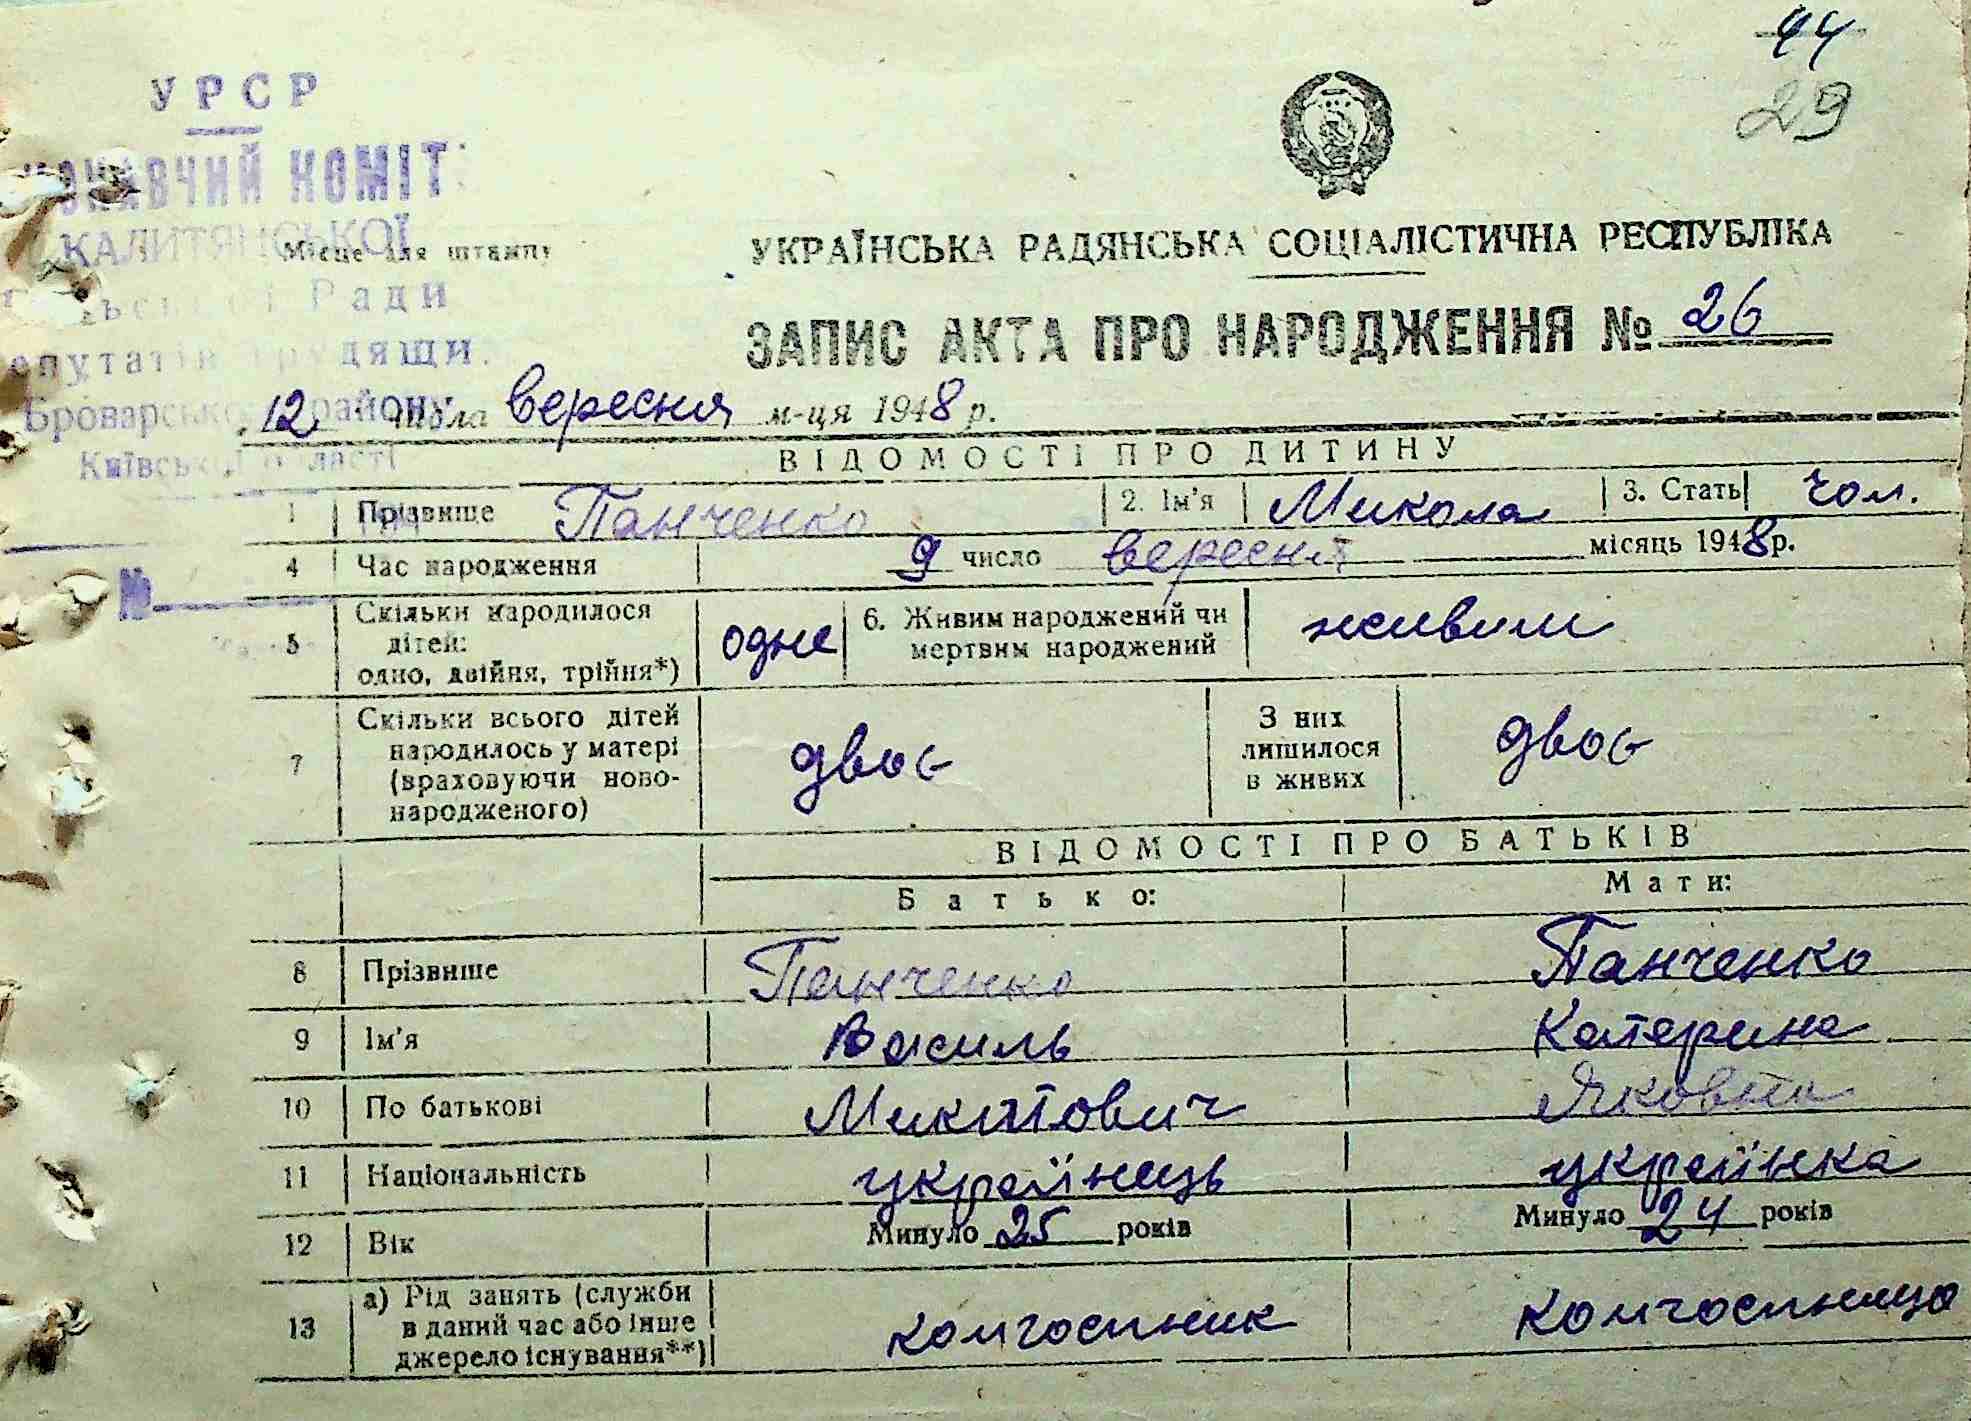 44
29
УРСР
КОМІТ
КАЛИТЯНСЬКОЇ
Місце для штампу
Ради
Броварсько району
УКРАЇНСЬКА РАДЯНСЬКА СОЦІАЛІСТИЧНА РЕСПУБЛІКА
ЗАПИС АКТА ПРО НАРОДЖЕННЯ № 26
12 числа вересня м-ця 1948 р.
ВІДОМОСТІ ПРО ДИТИНУ
1 Прізвище Панченко 2. Ім'я Микола 3. Стать чол.
4 Час народження 9 число вересня місяць 1948 р.
№
5 Скільки народилося дітей: одно, двійня, трійня*) одне 6. Живим народжений чи мертвим народжений живим
7 Скільки всього дітей народилось у матері (враховуючи новонародженого) двоє З них лишилося в живих двоє
ВІДОМОСТІ ПРО БАТЬКІВ
Батько: Мати:
8 Прізвище Панченко Панченко
9 Ім'я Василь Катерина
10 По батькові Микитович Яковна
11 Національність українець українка
12 Вік Минуло 25 років Минуло 24 років
13 а) Рід занять (служби в даний час або інше джерело існування**) колгоспник колгоспниця